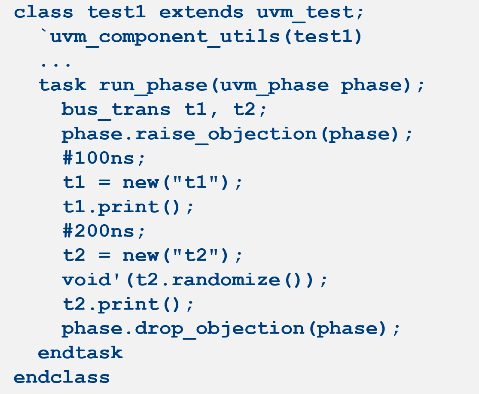 class test1 extends uvm_test;
  `uvm_component_utils(test1)
  ...
  task run_phase(uvm_phase phase);
    bus_trans t1, t2;
    phase.raise_objection(phase);
    #100ns;
    t1 = new("t1");
    t1.print();
    #200ns;
    t2 = new("t2");
    void'(t2.randomize());
    t2.print();
    phase.drop_objection(phase);
  endtask
endclass